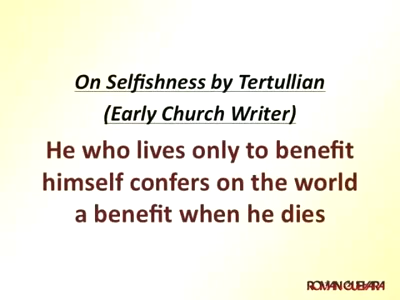 On Selfishness by Tertullian
(Early Church Writer)
He who lives only to benefit
himself confers on the world
a benefit when he dies
ROMAN GUEVARA